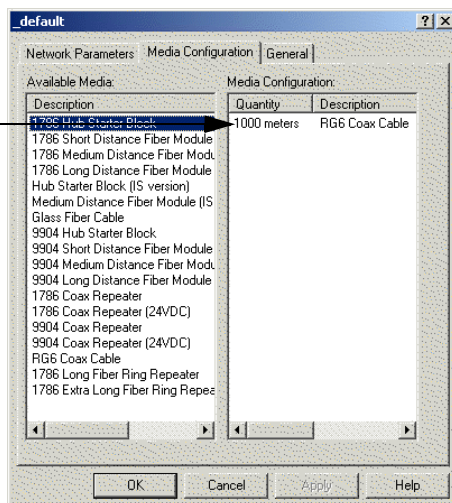 _default
Network Parameters Media Configuration General
Available Media: Media Configuration:
Description Quantity Description
1786 Hub Starter Block 1000 meters RG6 Coax Cable
1786 Short Distance Fiber Module
1786 Medium Distance Fiber Modu
1786 Long Distance Fiber Module
Hub Starter Block (IS version)
Medium Distance Fiber Module (IS
Glass Fiber Cable
9904 Hub Starter Block
9904 Short Distance Fiber Module
9904 Medium Distance Fiber Modu
9904 Long Distance Fiber Module
1786 Coax Repeater
1786 Coax Repeater (24VDC)
9904 Coax Repeater
9904 Coax Repeater (24VDC)
RG6 Coax Cable
1786 Long Fiber Ring Repeater
1786 Extra Long Fiber Ring Repea
OK Cancel Apply Help